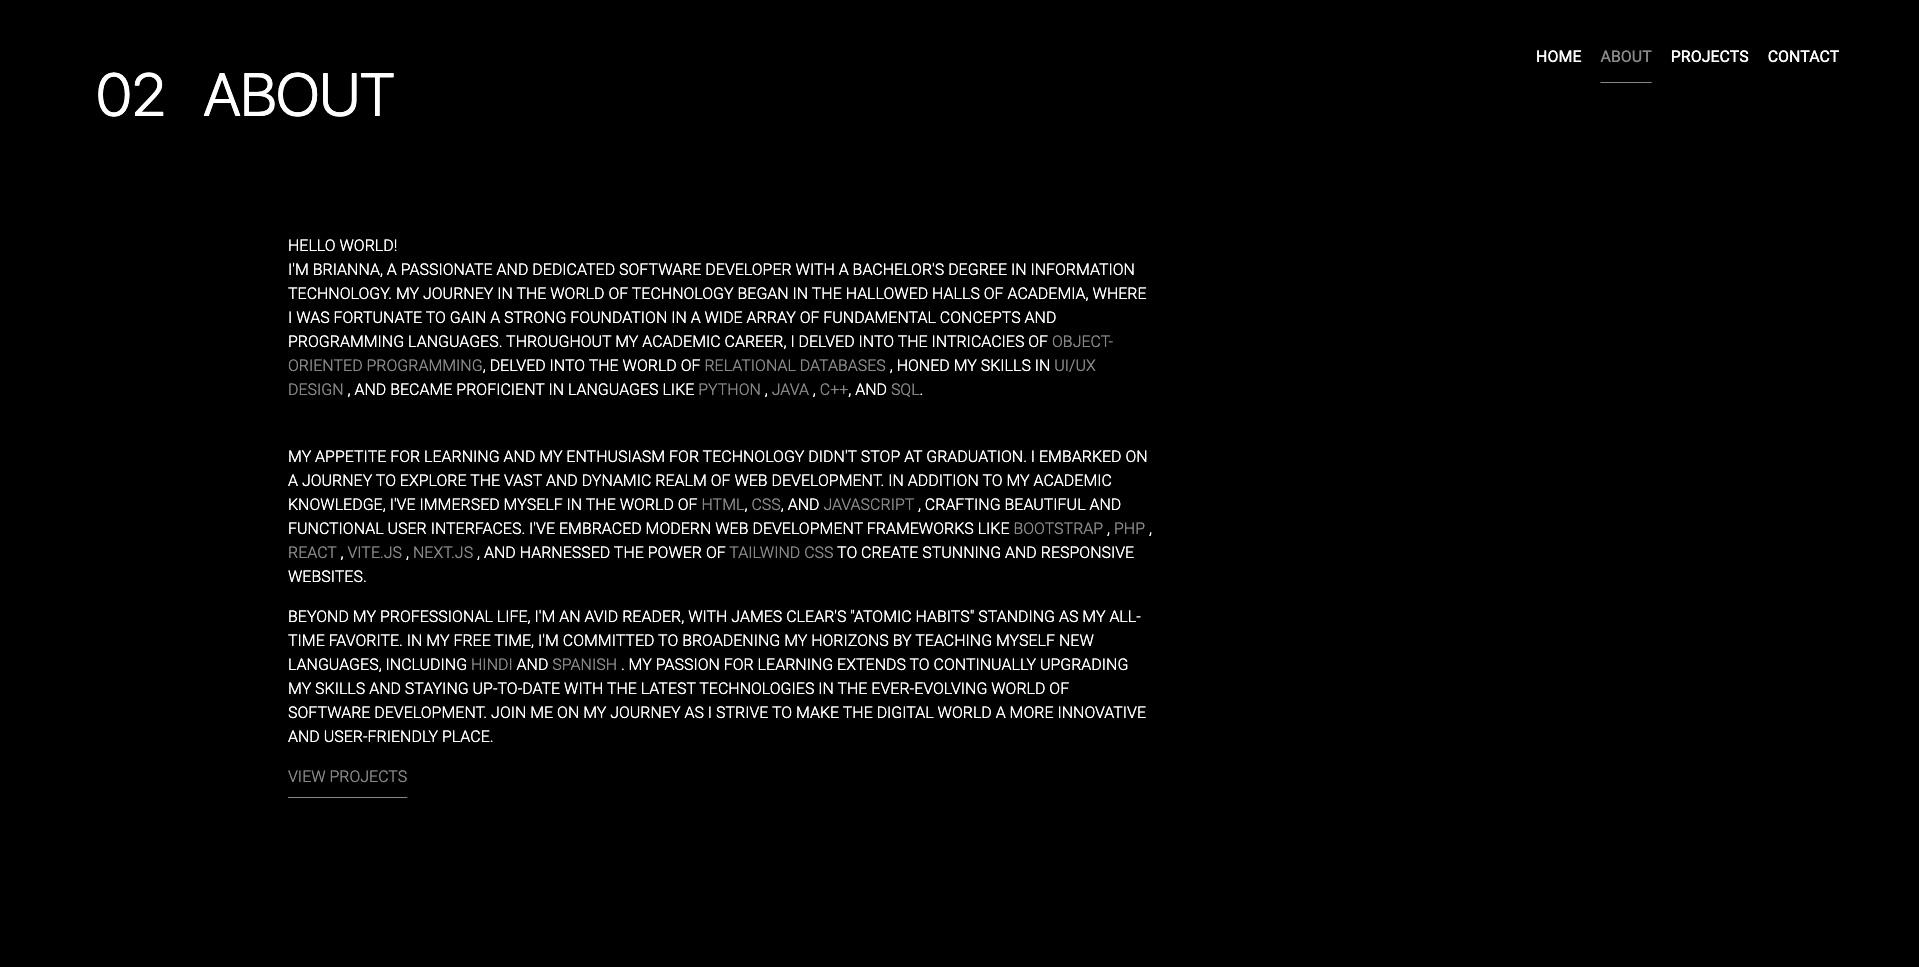 HOME ABOUT PROJECTS CONTACT
02 ABOUT
HELLO WORLD!
I'M BRIANNA, A PASSIONATE AND DEDICATED SOFTWARE DEVELOPER WITH A BACHELOR'S DEGREE IN INFORMATION
TECHNOLOGY. MY JOURNEY IN THE WORLD OF TECHNOLOGY BEGAN IN THE HALLOWED HALLS OF ACADEMIA, WHERE
I WAS FORTUNATE TO GAIN A STRONG FOUNDATION IN A WIDE ARRAY OF FUNDAMENTAL CONCEPTS AND
PROGRAMMING LANGUAGES. THROUGHOUT MY ACADEMIC CAREER, I DELVED INTO THE INTRICACIES OF OBJECT-
ORIENTED PROGRAMMING, DELVED INTO THE WORLD OF RELATIONAL DATABASES , HONED MY SKILLS IN UI/UX
DESIGN , AND BECAME PROFICIENT IN LANGUAGES LIKE PYTHON , JAVA , C++, AND SQL.
MY APPETITE FOR LEARNING AND MY ENTHUSIASM FOR TECHNOLOGY DIDN'T STOP AT GRADUATION. I EMBARKED ON
A JOURNEY TO EXPLORE THE VAST AND DYNAMIC REALM OF WEB DEVELOPMENT. IN ADDITION TO MY ACADEMIC
KNOWLEDGE, I'VE IMMERSED MYSELF IN THE WORLD OF HTML, CSS, AND JAVASCRIPT , CRAFTING BEAUTIFUL AND
FUNCTIONAL USER INTERFACES. I'VE EMBRACED MODERN WEB DEVELOPMENT FRAMEWORKS LIKE BOOTSTRAP , PHP ,
REACT , VITE.JS , NEXT.JS , AND HARNESSED THE POWER OF TAILWIND CSS TO CREATE STUNNING AND RESPONSIVE
WEBSITES.
BEYOND MY PROFESSIONAL LIFE, I'M AN AVID READER, WITH JAMES CLEAR'S "ATOMIC HABITS" STANDING AS MY ALL-
TIME FAVORITE. IN MY FREE TIME, I'M COMMITTED TO BROADENING MY HORIZONS BY TEACHING MYSELF NEW
LANGUAGES, INCLUDING HINDI AND SPANISH . MY PASSION FOR LEARNING EXTENDS TO CONTINUALLY UPGRADING
MY SKILLS AND STAYING UP-TO-DATE WITH THE LATEST TECHNOLOGIES IN THE EVER-EVOLVING WORLD OF
SOFTWARE DEVELOPMENT. JOIN ME ON MY JOURNEY AS I STRIVE TO MAKE THE DIGITAL WORLD A MORE INNOVATIVE
AND USER-FRIENDLY PLACE.
VIEW PROJECTS